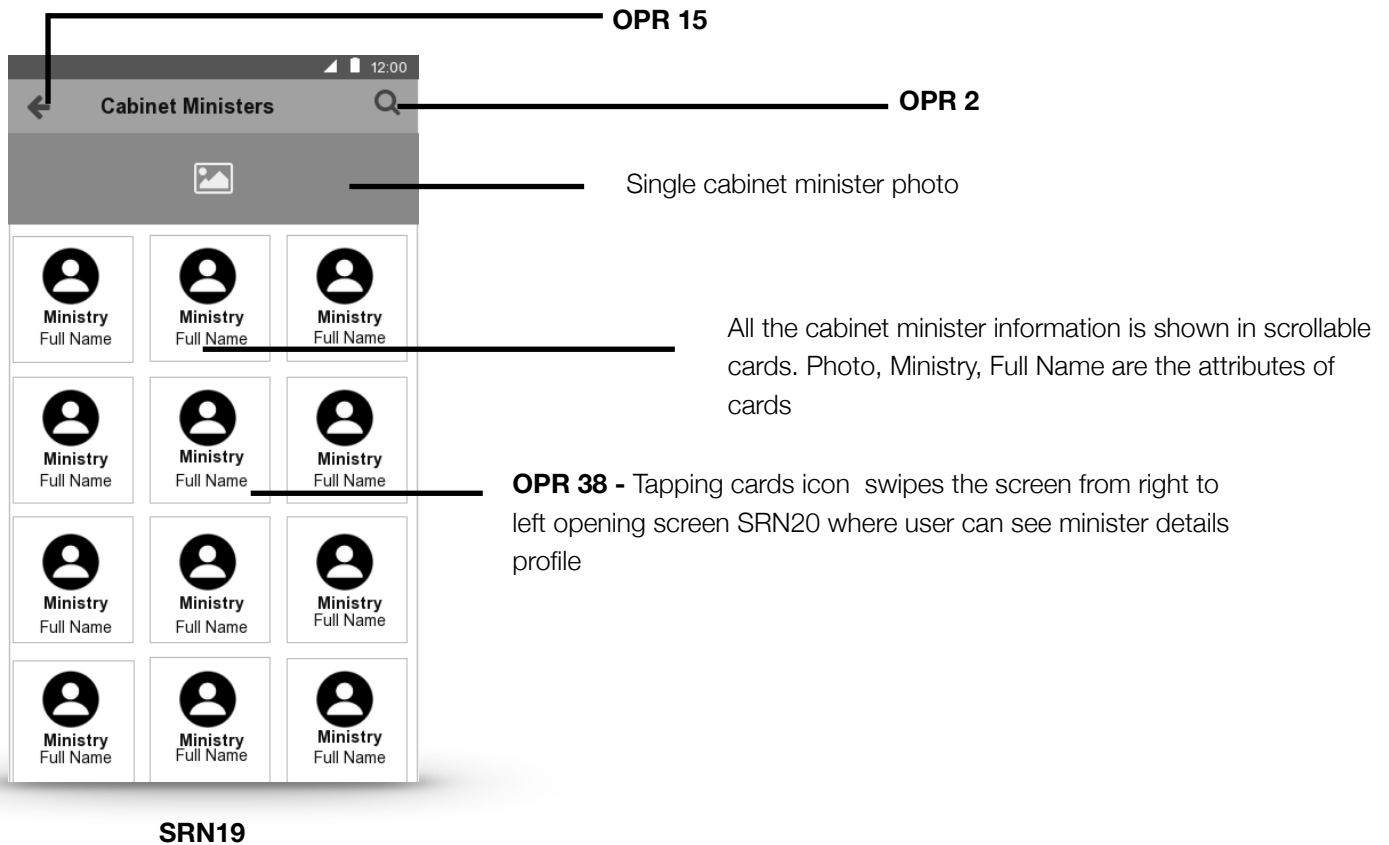 OPR 15
12:00
Cabinet Ministers
OPR 2
Single cabinet minister photo
Ministry Ministry Ministry
Full Name Full Name Full Name
All the cabinet minister information is shown in scrollable
cards. Photo, Ministry, Full Name are the attributes of
cards
Ministry Ministry Ministry
Full Name Full Name Full Name
OPR 38 - Tapping cards icon swipes the screen from right to
left opening screen SRN20 where user can see minister details
profile
Ministry Ministry Ministry
Full Name Full Name Full Name
Ministry Ministry Ministry
Full Name Full Name Full Name
SRN19